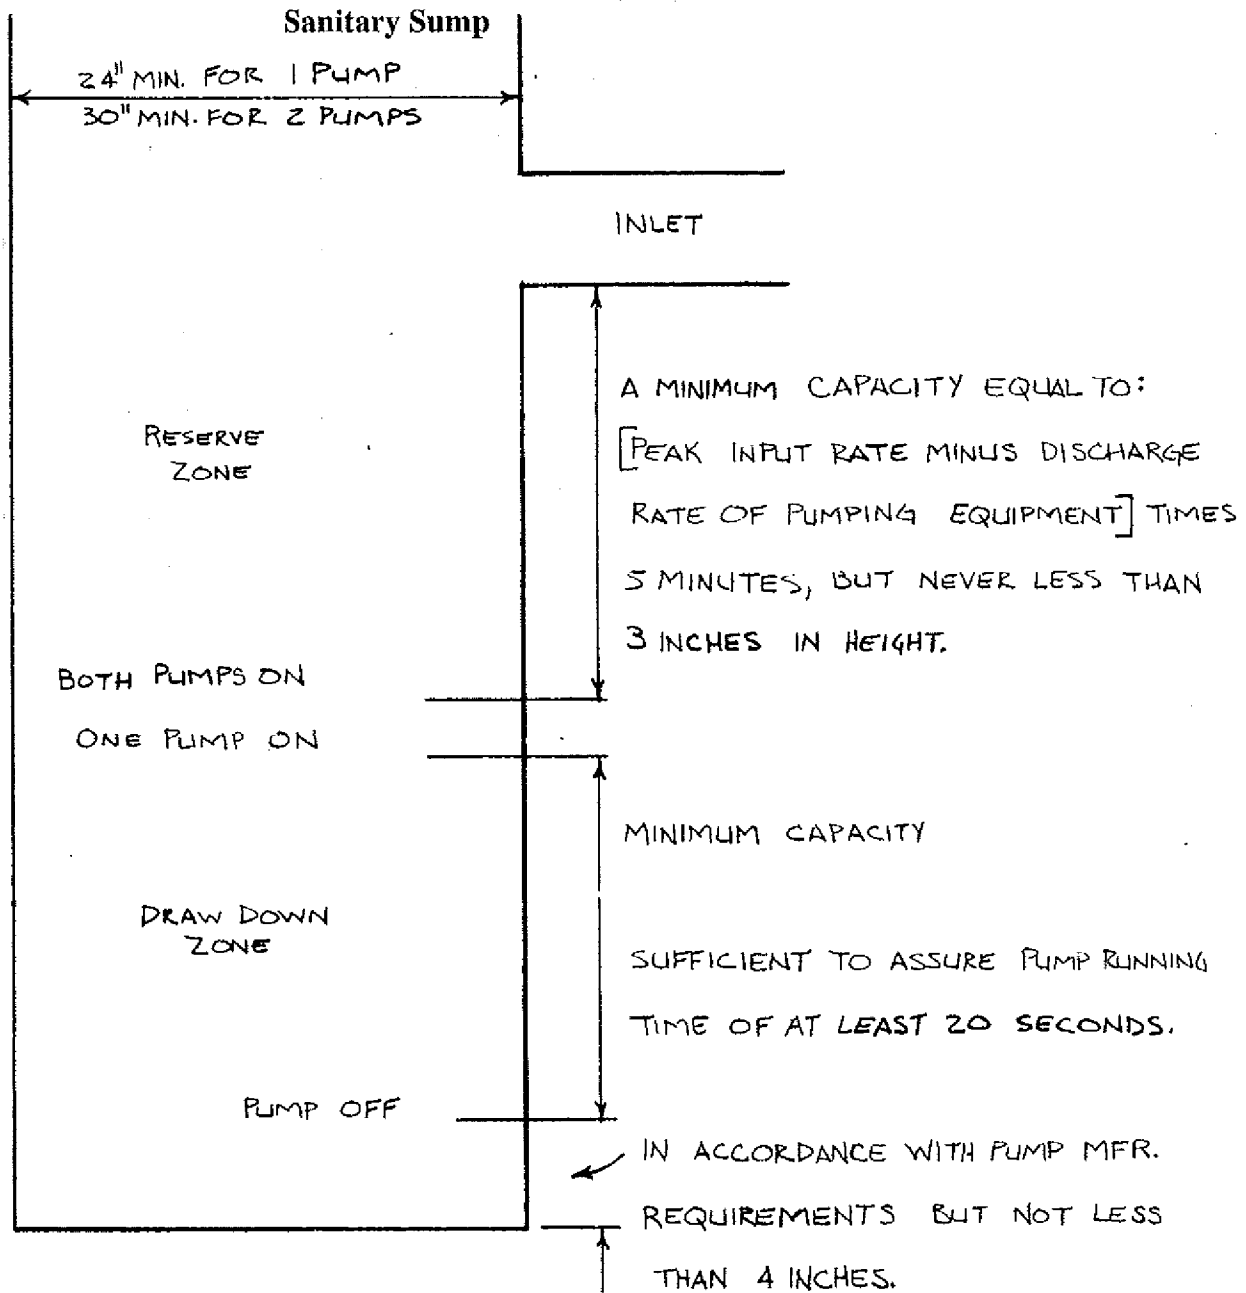 Sanitary Sump
24" MIN. FOR 1 PUMP
30" MIN. FOR 2 PUMPS
INLET
A MINIMUM CAPACITY EQUAL TO:
[PEAK INPUT RATE MINUS DISCHARGE
RATE OF PUMPING EQUIPMENT] TIMES
5 MINUTES, BUT NEVER LESS THAN
3 INCHES IN HEIGHT.
RESERVE
ZONE
BOTH PUMPS ON
ONE PUMP ON
MINIMUM CAPACITY
DRAW DOWN
ZONE
SUFFICIENT TO ASSURE PUMP RUNNING
TIME OF AT LEAST 20 SECONDS.
PUMP OFF
IN ACCORDANCE WITH PUMP MFR.
REQUIREMENTS BUT NOT LESS
THAN 4 INCHES.